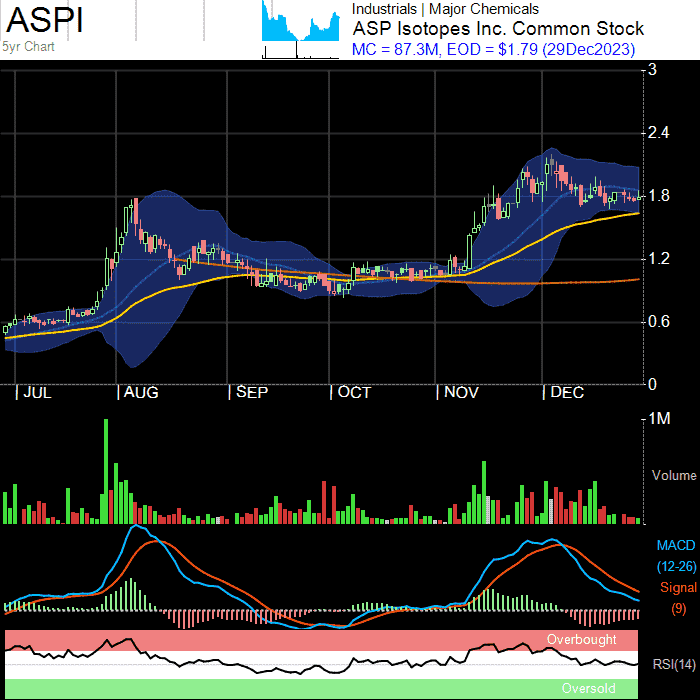 ASPI
5yr Chart
Industrials | Major Chemicals
ASP Isotopes Inc. Common Stock
MC = 87.3M, EOD = $1.79 (29Dec2023)
3
2.4
1.8
1.2
0.6
0
JUL AUG SEP OCT NOV DEC
1M
Volume
MACD
(12-26)
Signal
(9)
Overbought
RSI(14)
Oversold